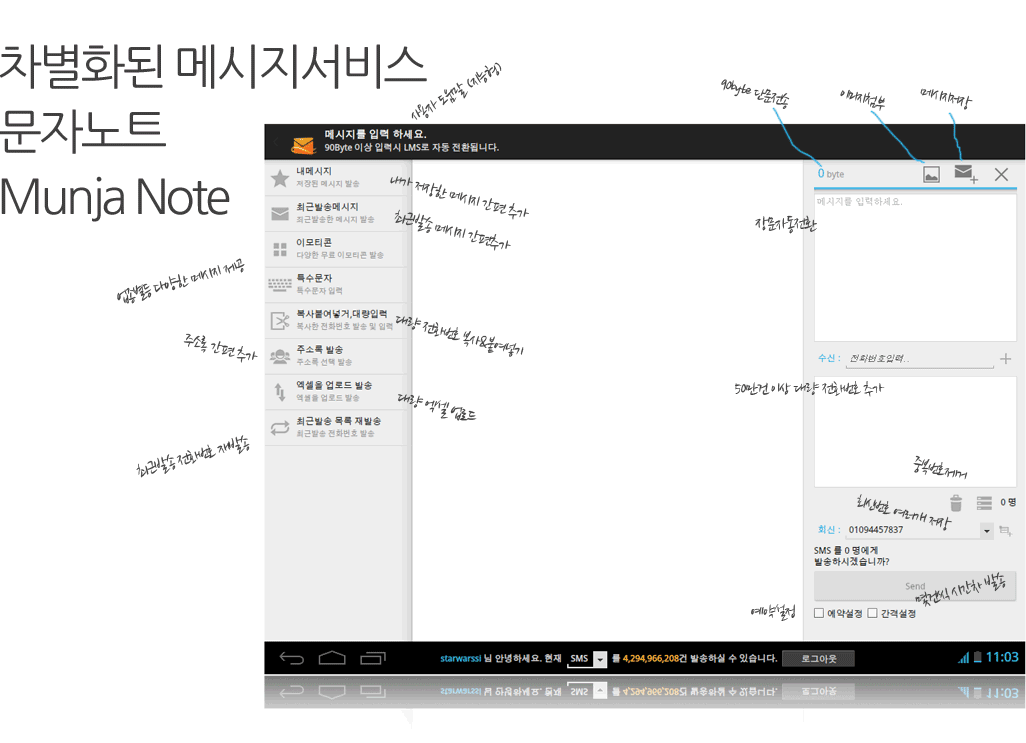 차별화된 메시지서비스
문자노트
Munja Note
사용자 도움말 (지능형)
90byte 단문전송
이미지첨부
메시지저장
메시지를 입력 하세요.
90Byte 이상 입력시 LMS로 자동 전환됩니다.
내메시지
저장된 메시지 발송
내가 저장한 메시지 간편 추가
최근발송메시지
최근발송한 메시지 발송
최근발송 메시지 간편추가
이모티콘
다양한 무료 이모티콘 발송
업종별등 다양한 메시지 제공
특수문자
특수문자 입력
복사붙여넣거,대량입력
복사한 전화번호 발송 및 입력
대량 전화번호 복사&붙여넣기
주소록 간편 추가
주소록 발송
주소록 선택 발송
엑셀을 업로드 발송
엑셀을 업로드 발송
대량 엑셀 업로드
최근발송 목록 재발송
최근발송 전화번호 발송
최근발송 전화번호 재발송
0 byte
메시지를 입력하세요.
장문자동전환
수신 : 전화번호입력..
50만건 이상 대량 전화번호 추가
중복번호제거
0 명
회신번호 여러개 저장
회신 : 01094457837
SMS 를 0 명에게
발송하시겠습니까?
Send
몇건씩 시간차 발송
예약설정
예약설정 간격설정
starwarssi 님 안녕하세요. 현재 SMS 를 4,294,966,208건 발송하실 수 있습니다. 로그아웃
11:03